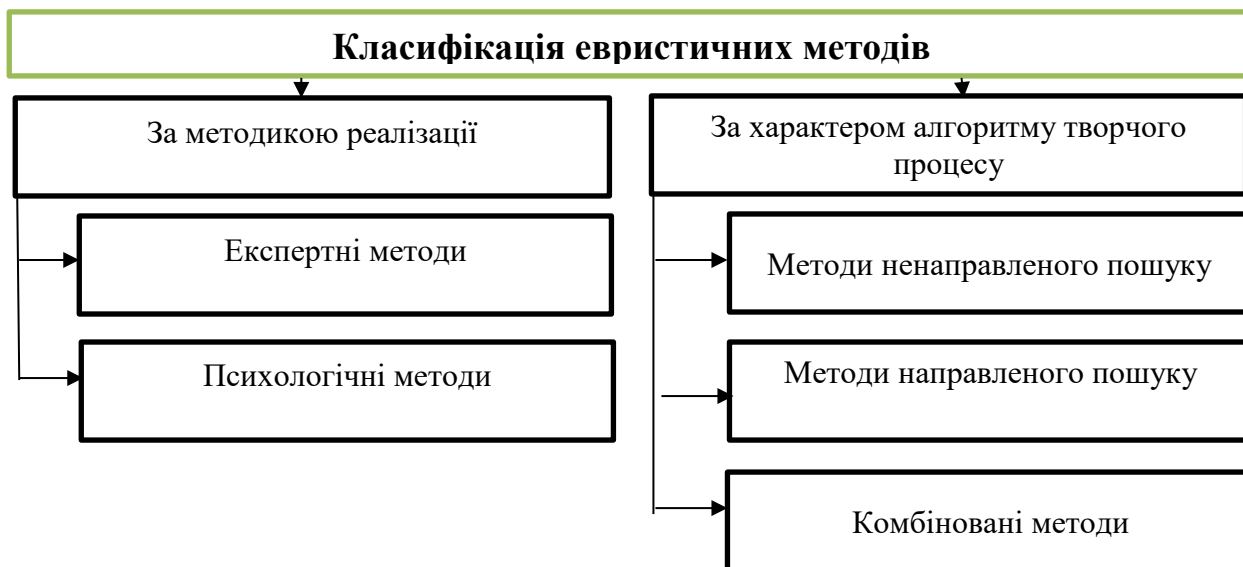 Класифікація евристичних методів
За методикою реалізації
За характером алгоритму творчого
процесу
Експертні методи
Методи ненаправленого пошуку
Психологічні методи
Методи направленого пошуку
Комбіновані методи